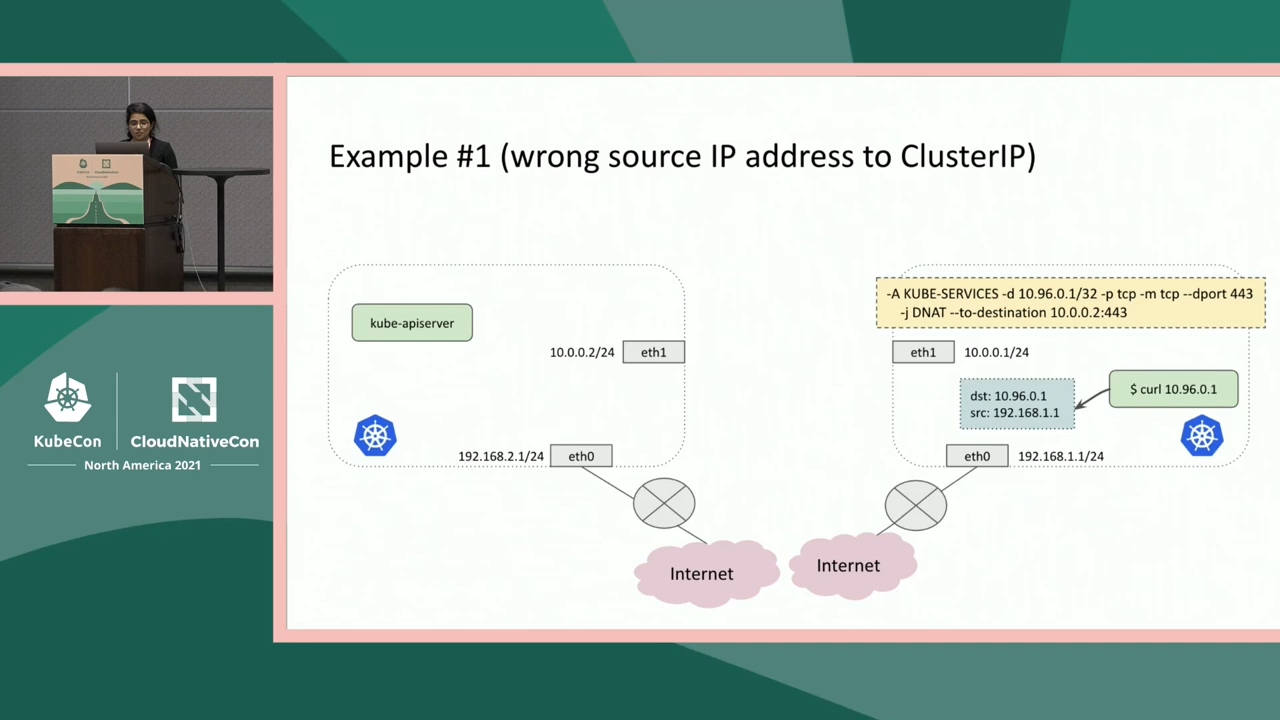 Example #1 (wrong source IP address to ClusterIP)
-A KUBE-SERVICES -d 10.96.0.1/32 -p tcp -m tcp --dport 443
-j DNAT --to-destination 10.0.0.2:443
kube-apiserver
10.0.0.2/24
eth1
eth1
10.0.0.1/24
dst: 10.96.0.1
src: 192.168.1.1
$ curl 10.96.0.1
192.168.2.1/24
eth0
eth0
192.168.1.1/24
Internet
Internet
KubeCon
CloudNativeCon
North America 2021